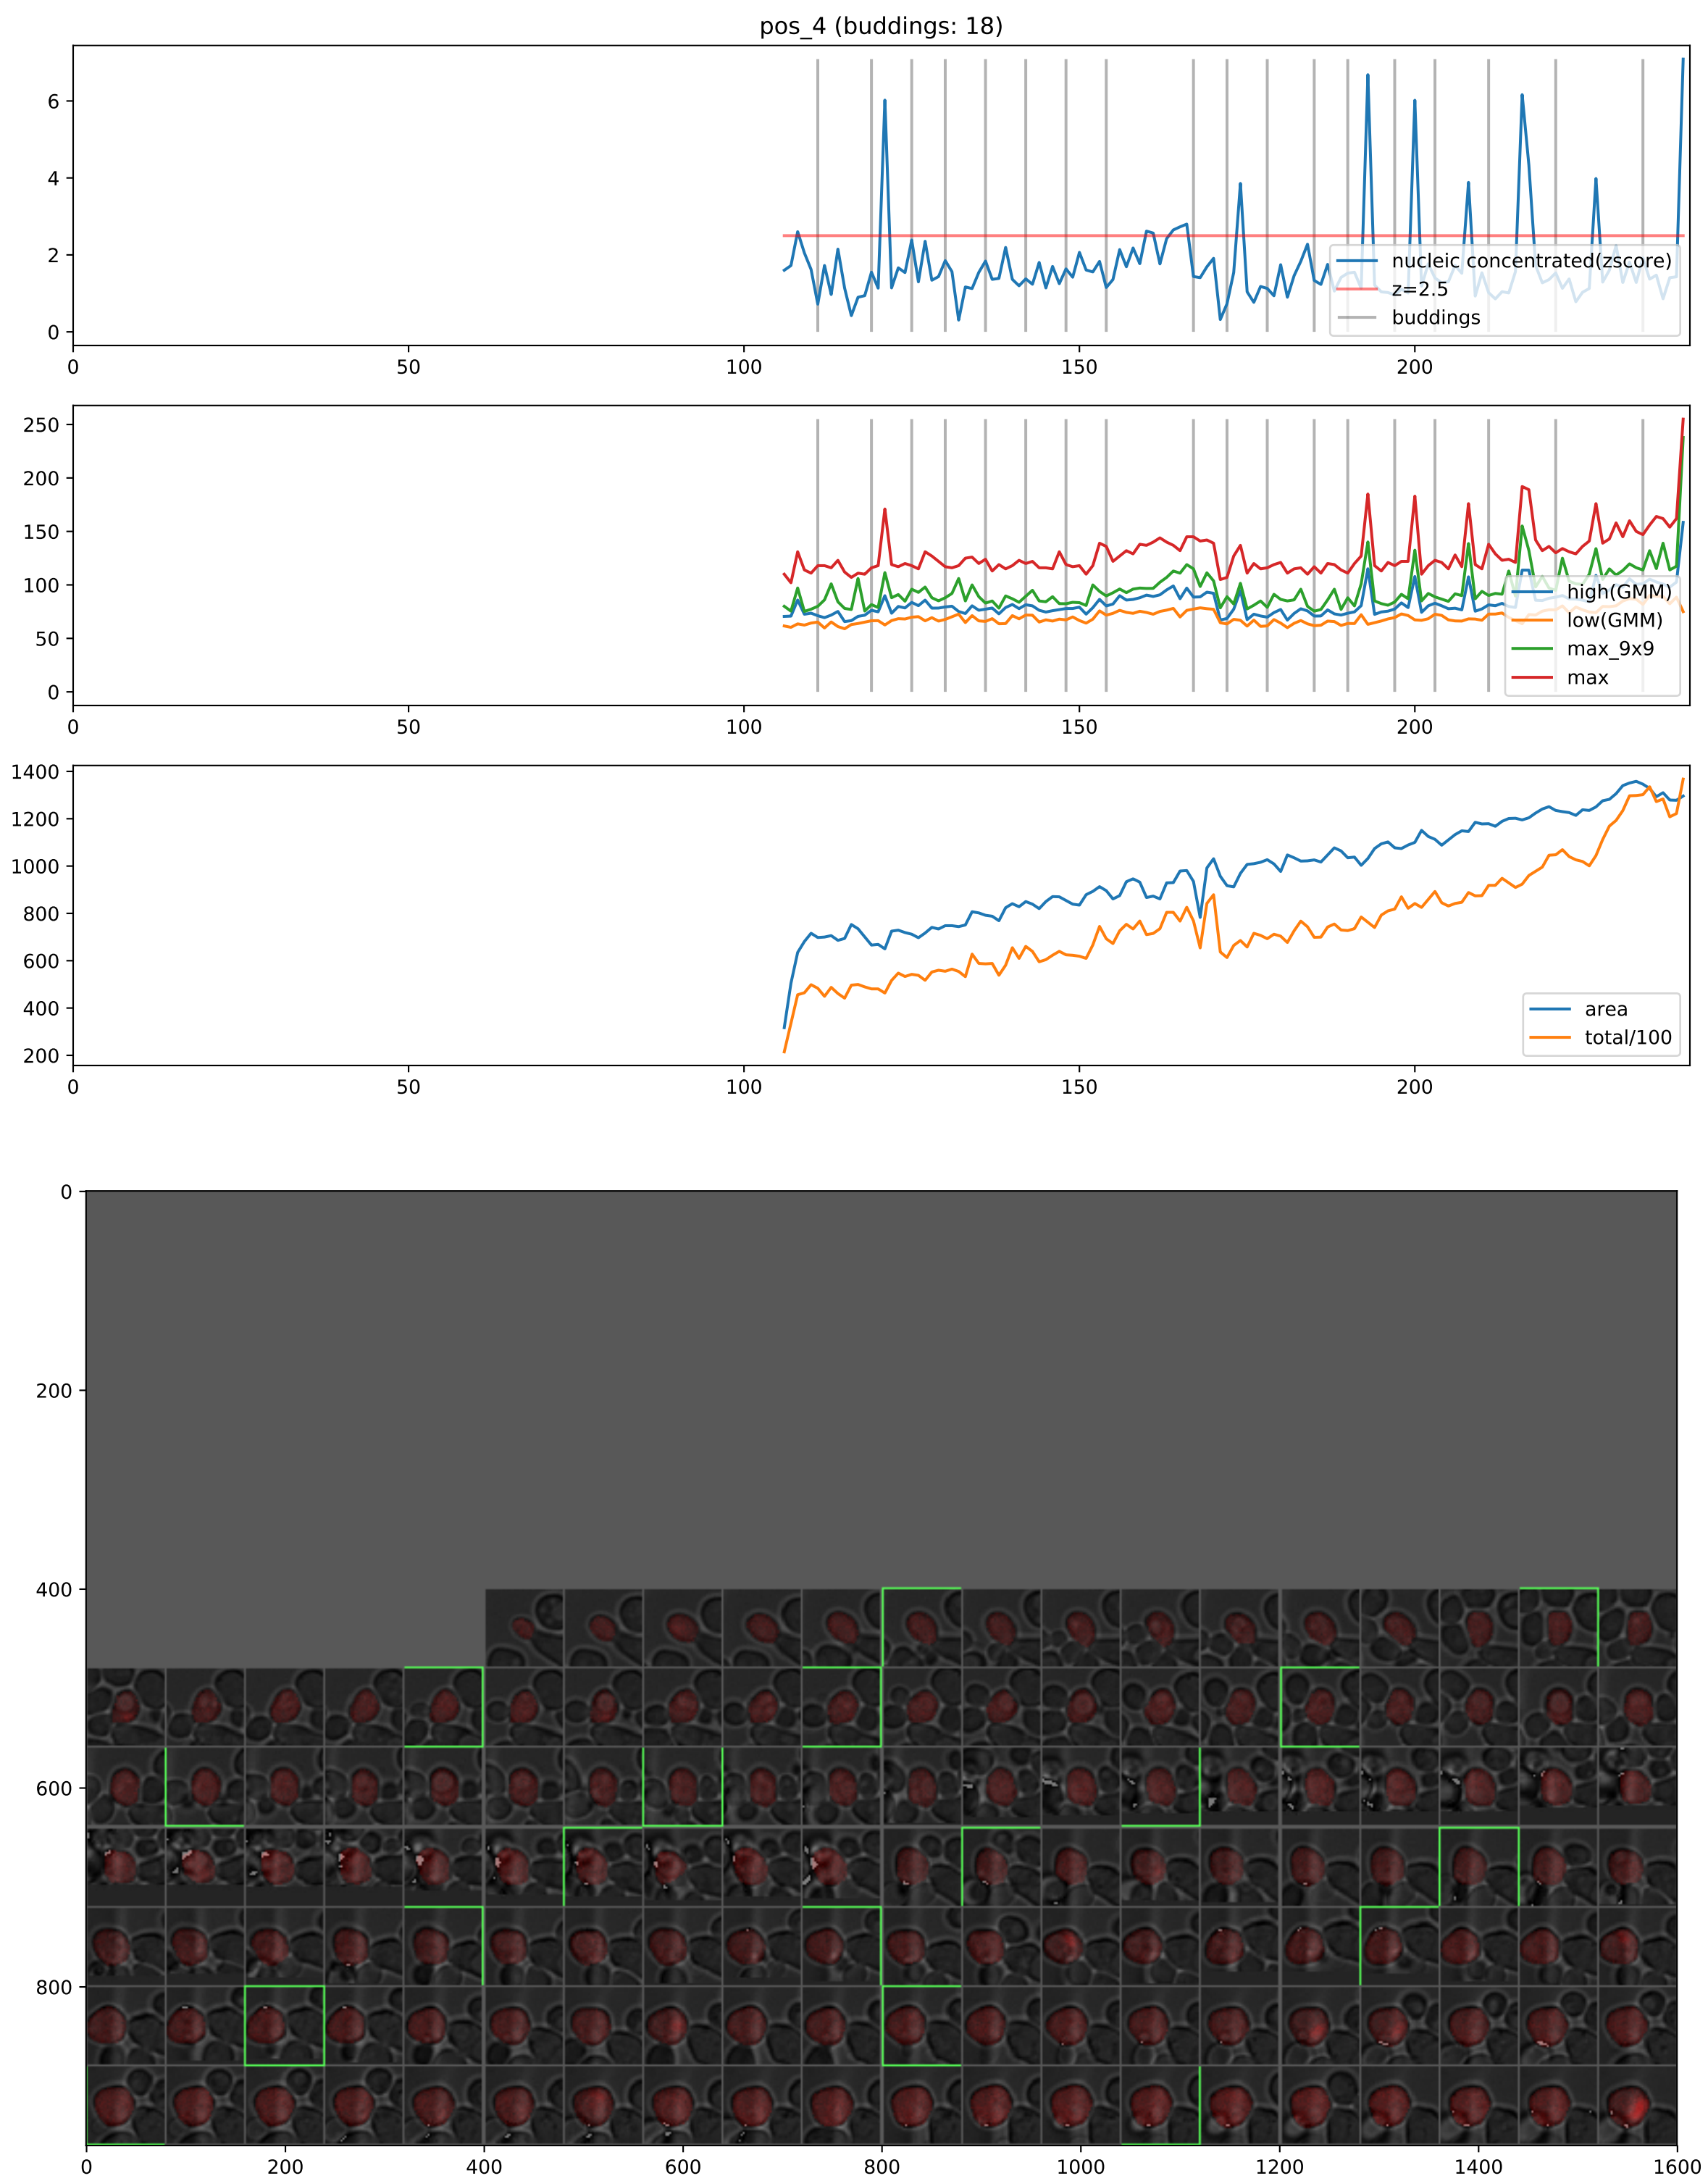 pos_4 (buddings: 18)
6
4
2
0
nucleic concentrated(zscore)
z=2.5
buddings
0 50 100 150 200
250
200
150
100
50
0
high(GMM)
low(GMM)
max_9x9
max
0 50 100 150 200
1400
1200
1000
800
600
400
200
area
total/100
0 50 100 150 200
0
200
400
600
800
0 200 400 600 800 1000 1200 1400 1600